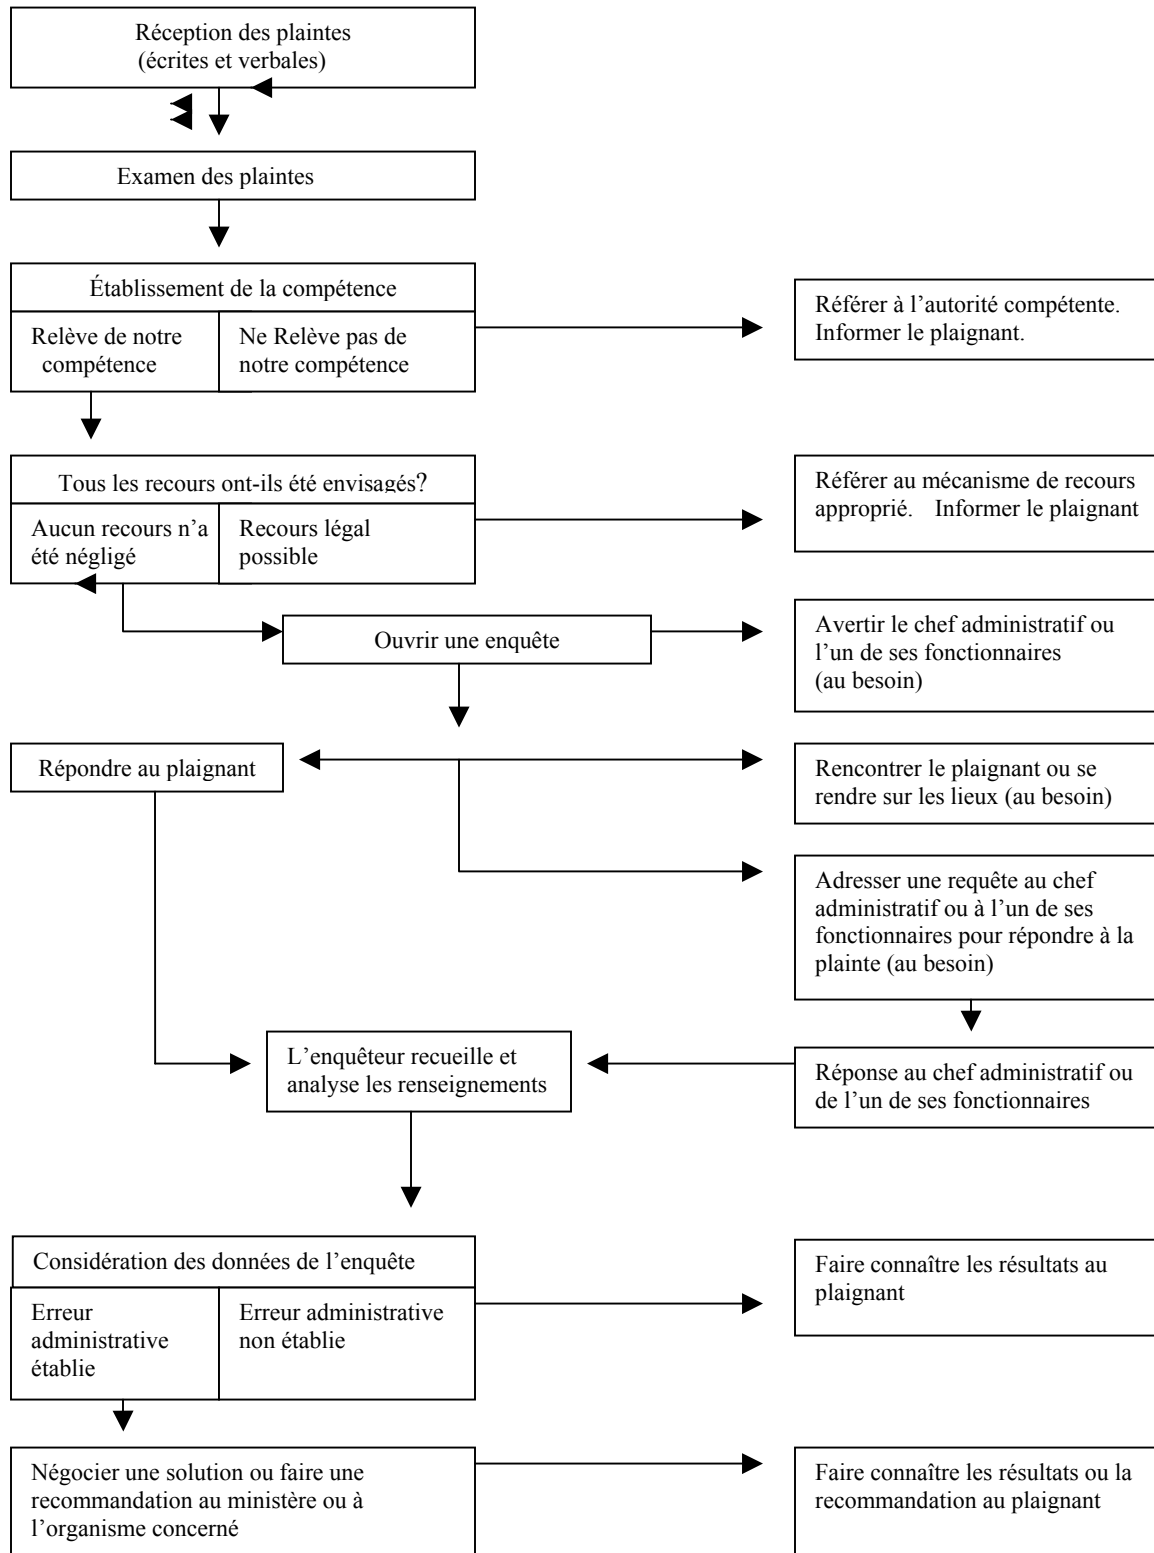 Réception des plaintes
(écrites et verbales)
Examen des plaintes
Établissement de la compétence
Relève de notre
compétence
Ne Relève pas de
notre compétence
Référer à l’autorité compétente.
Informer le plaignant.
Tous les recours ont-ils été envisagés?
Aucun recours n’a
été négligé
Recours légal
possible
Référer au mécanisme de recours
approprié. Informer le plaignant
Ouvrir une enquête
Avertir le chef administratif ou
l’un de ses fonctionnaires
(au besoin)
Répondre au plaignant
Rencontrer le plaignant ou se
rendre sur les lieux (au besoin)
Adresser une requête au chef
administratif ou à l’un de ses
fonctionnaires pour répondre à la
plainte (au besoin)
L’enquêteur recueille et
analyse les renseignements
Réponse au chef administratif ou
de l’un de ses fonctionnaires
Considération des données de l’enquête
Erreur
administrative
établie
Erreur administrative
non établie
Faire connaître les résultats au
plaignant
Négocier une solution ou faire une
recommandation au ministère ou à
l’organisme concerné
Faire connaître les résultats ou la
recommandation au plaignant